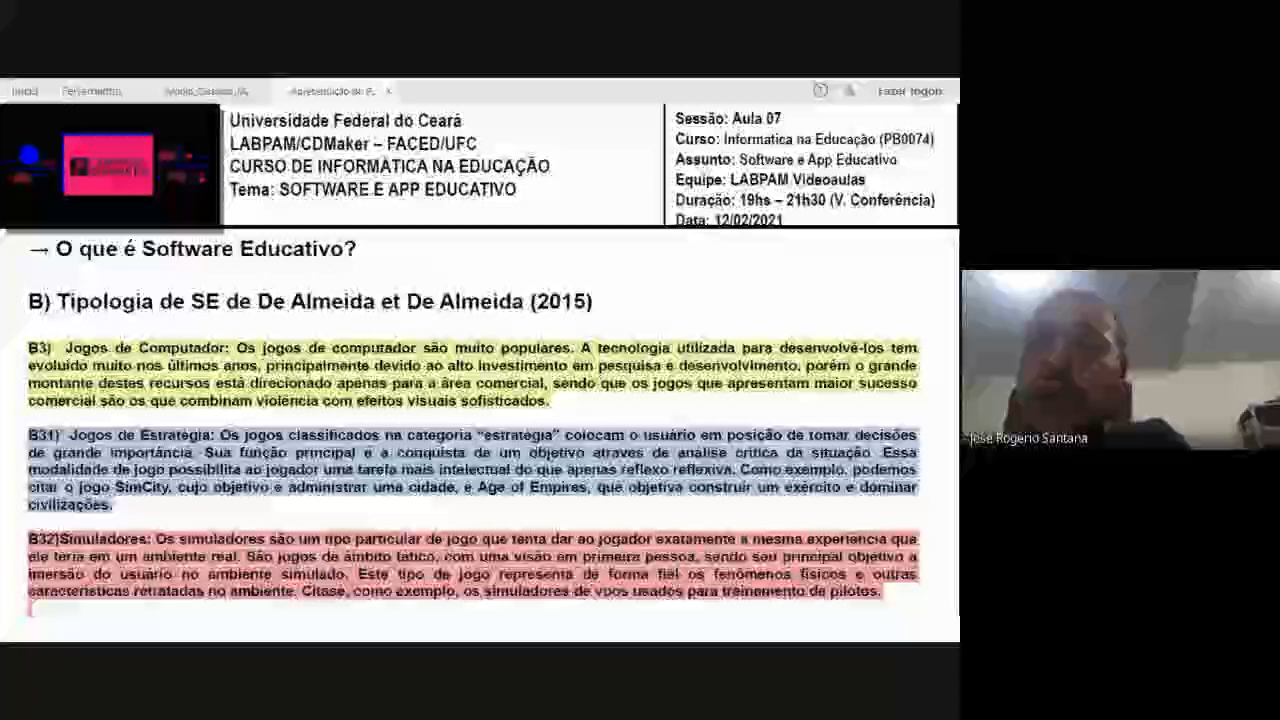 Início
Ferramentas
Apresentação de P...
Fazer logon
Universidade Federal do Ceará
LABPAM/CDMaker – FACED/UFC
CURSO DE INFORMÁTICA NA EDUCAÇÃO
Tema: SOFTWARE E APP EDUCATIVO
Sessão: Aula 07
Curso: Informatica na Educação (PB0074)
Assunto: Software e App Educativo
Equipe: LABPAM Videoaulas
Duração: 19hs – 21h30 (V. Conferência)
Data: 12/02/2021
→ O que é Software Educativo?
B) Tipologia de SE de De Almeida et De Almeida (2015)
B3) Jogos de Computador: Os jogos de computador são muito populares. A tecnologia utilizada para desenvolvê-los tem
evoluído muito nos últimos anos, principalmente devido ao alto investimento em pesquisa e desenvolvimento, porém o grande
montante destes recursos está direcionado apenas para a área comercial, sendo que os jogos que apresentam maior sucesso
comercial são os que combinam violência com efeitos visuais sofisticados.
B31) Jogos de Estratégia: Os jogos classificados na categoria "estratégia" colocam o usuário em posição de tomar decisões
de grande importância. Sua função principal é a conquista de um objetivo através de análise crítica da situação. Essa
modalidade de jogo possibilita ao jogador uma tarefa mais intelectual do que apenas reflexo reflexiva. Como exemplo, podemos
citar o jogo SimCity, cujo objetivo é administrar uma cidade, e Age of Empires, que objetiva construir um exército e dominar
civilizações.
B32)Simuladores: Os simuladores são um tipo particular de jogo que tenta dar ao jogador exatamente a mesma experiência que
ele teria em um ambiente real. São jogos de âmbito tático, com uma visão em primeira pessoa, sendo seu principal objetivo a
imersão do usuário no ambiente simulado. Este tipo de jogo representa de forma fiel os fenômenos físicos e outras
características retratadas no ambiente. Citase, como exemplo, os simuladores de voos usados para treinamento de pilotos.
José Rogério Santana